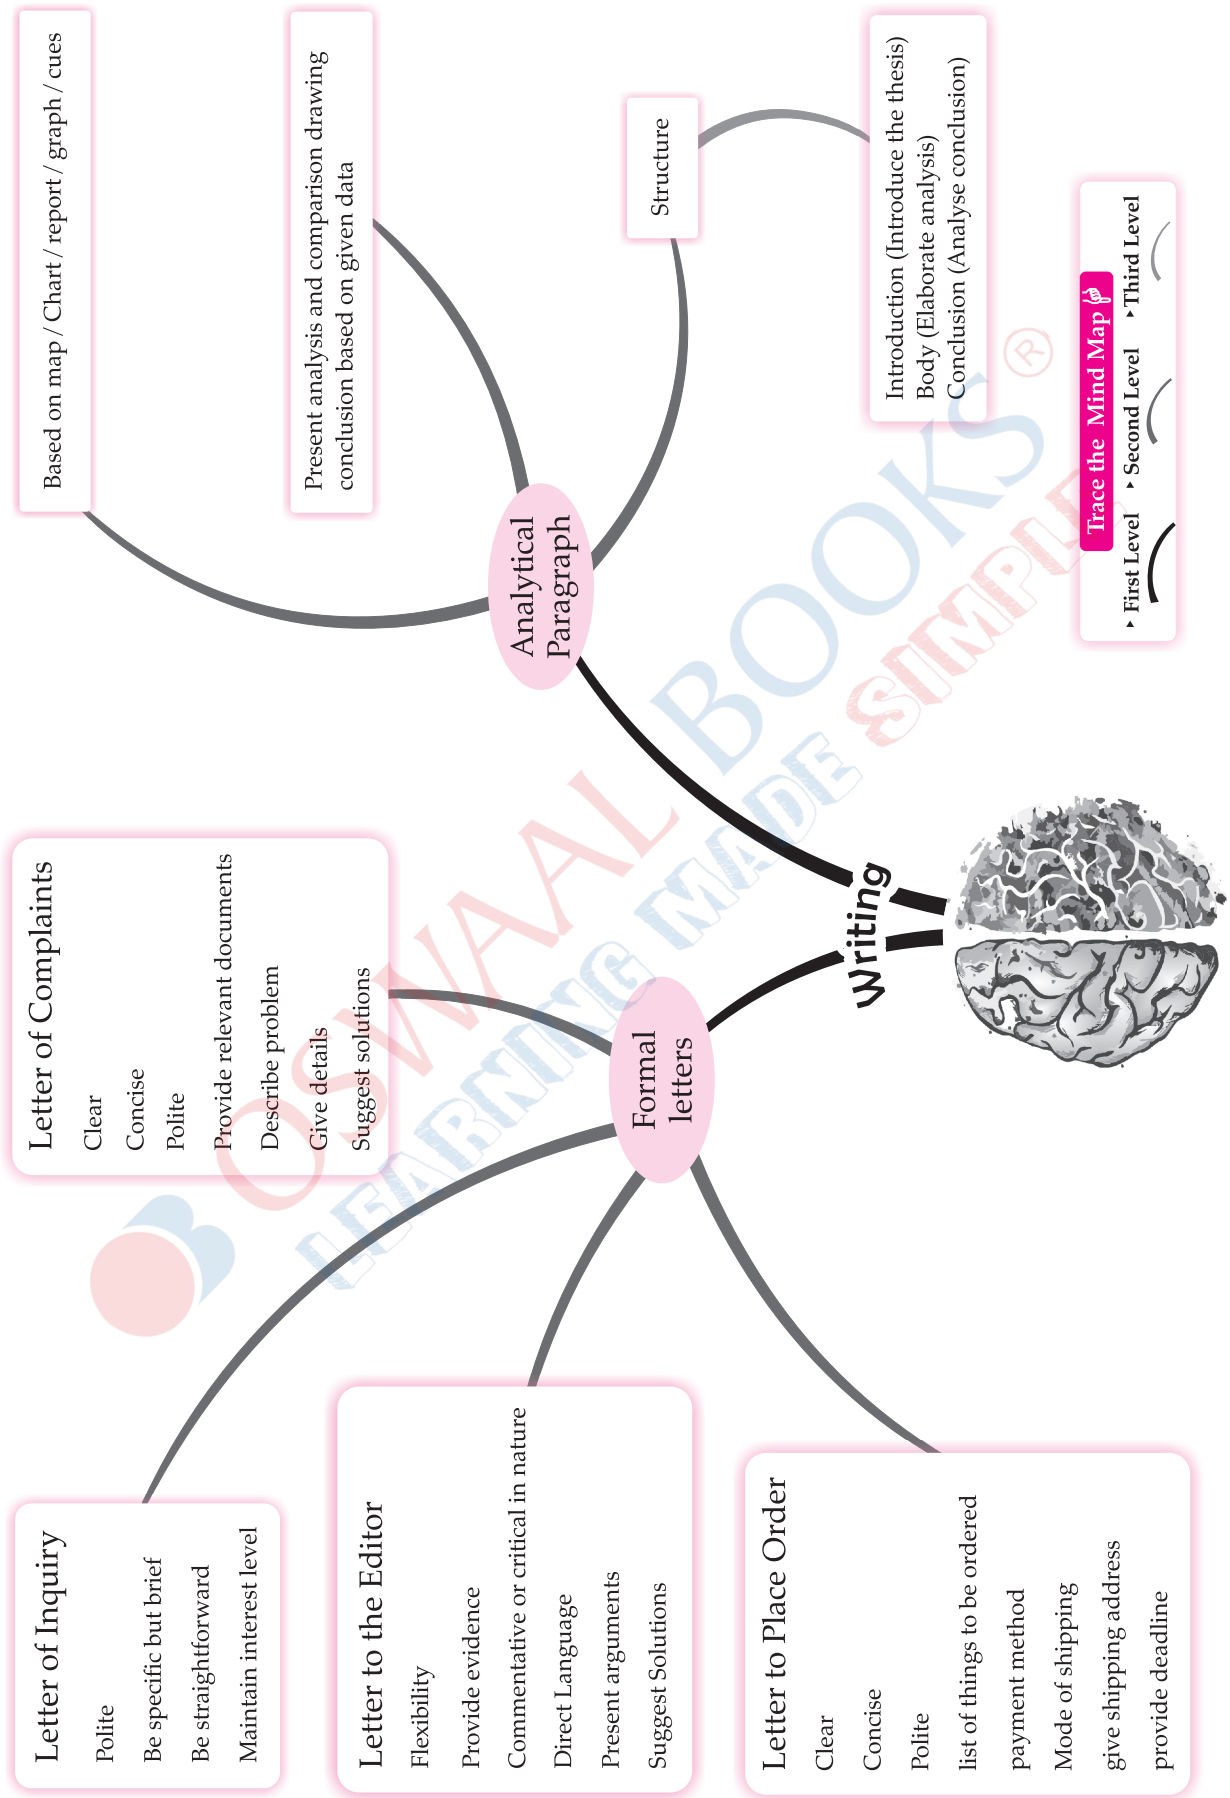 Letter of Inquiry
Polite
Be specific but brief
Be straightforward
Maintain interest level
Letter to the Editor
Flexibility
Provide evidence
Commentative or critical in nature
Direct Language
Present arguments
Suggest Solutions
Letter to Place Order
Clear
Concise
Polite
list of things to be ordered
payment method
Mode of shipping
give shipping address
provide deadline
Letter of Complaints
Clear
Concise
Polite
Provide relevant documents
Describe problem
Give details
Suggest solutions
Formal
letters
Writing
Analytical
Paragraph
Based on map / Chart / report / graph / cues
Present analysis and comparison drawing
conclusion based on given data
Structure
Introduction (Introduce the thesis)
Body (Elaborate analysis)
Conclusion (Analyse conclusion)
Trace the Mind Map
▸ First Level ▸ Second Level ▸ Third Level
OSWAAL BOOKS ®
LEARNING MADE SIMPLE